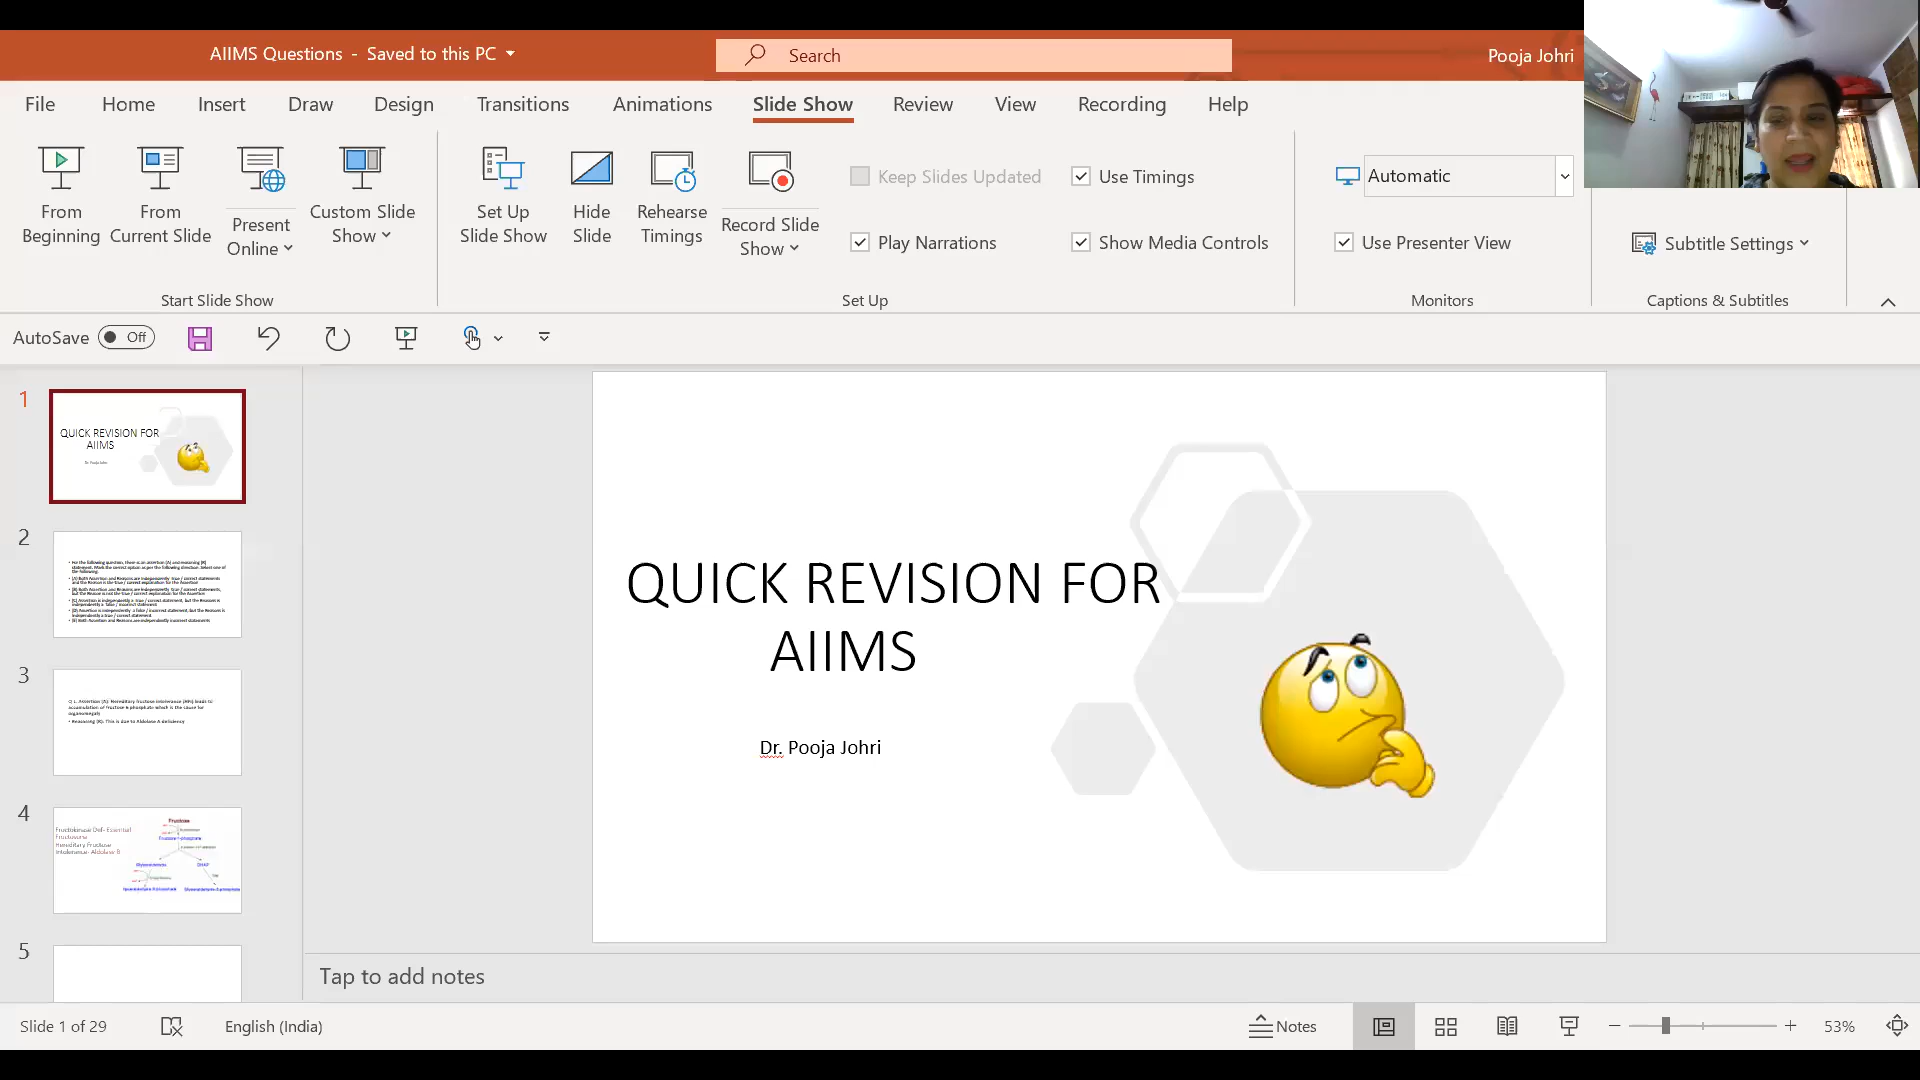 AIIMS Questions - Saved to this PC
Search
Pooja Johri
File Home Insert Draw Design Transitions Animations Slide Show Review View Recording Help
From Beginning
From Current Slide
Present Online
Custom Slide Show
Set Up Slide Show
Hide Slide
Rehearse Timings
Record Slide Show
Keep Slides Updated
Use Timings
Play Narrations
Show Media Controls
Automatic
Use Presenter View
Subtitle Settings
Start Slide Show
Set Up
Monitors
Captions & Subtitles
AutoSave Off
1
QUICK REVISION FOR
AIIMS
Dr. Pooja Johri
2
3
4
Fructose
5
QUICK REVISION FOR
AIIMS
Dr. Pooja Johri
Tap to add notes
Slide 1 of 29
English (India)
Notes
53%